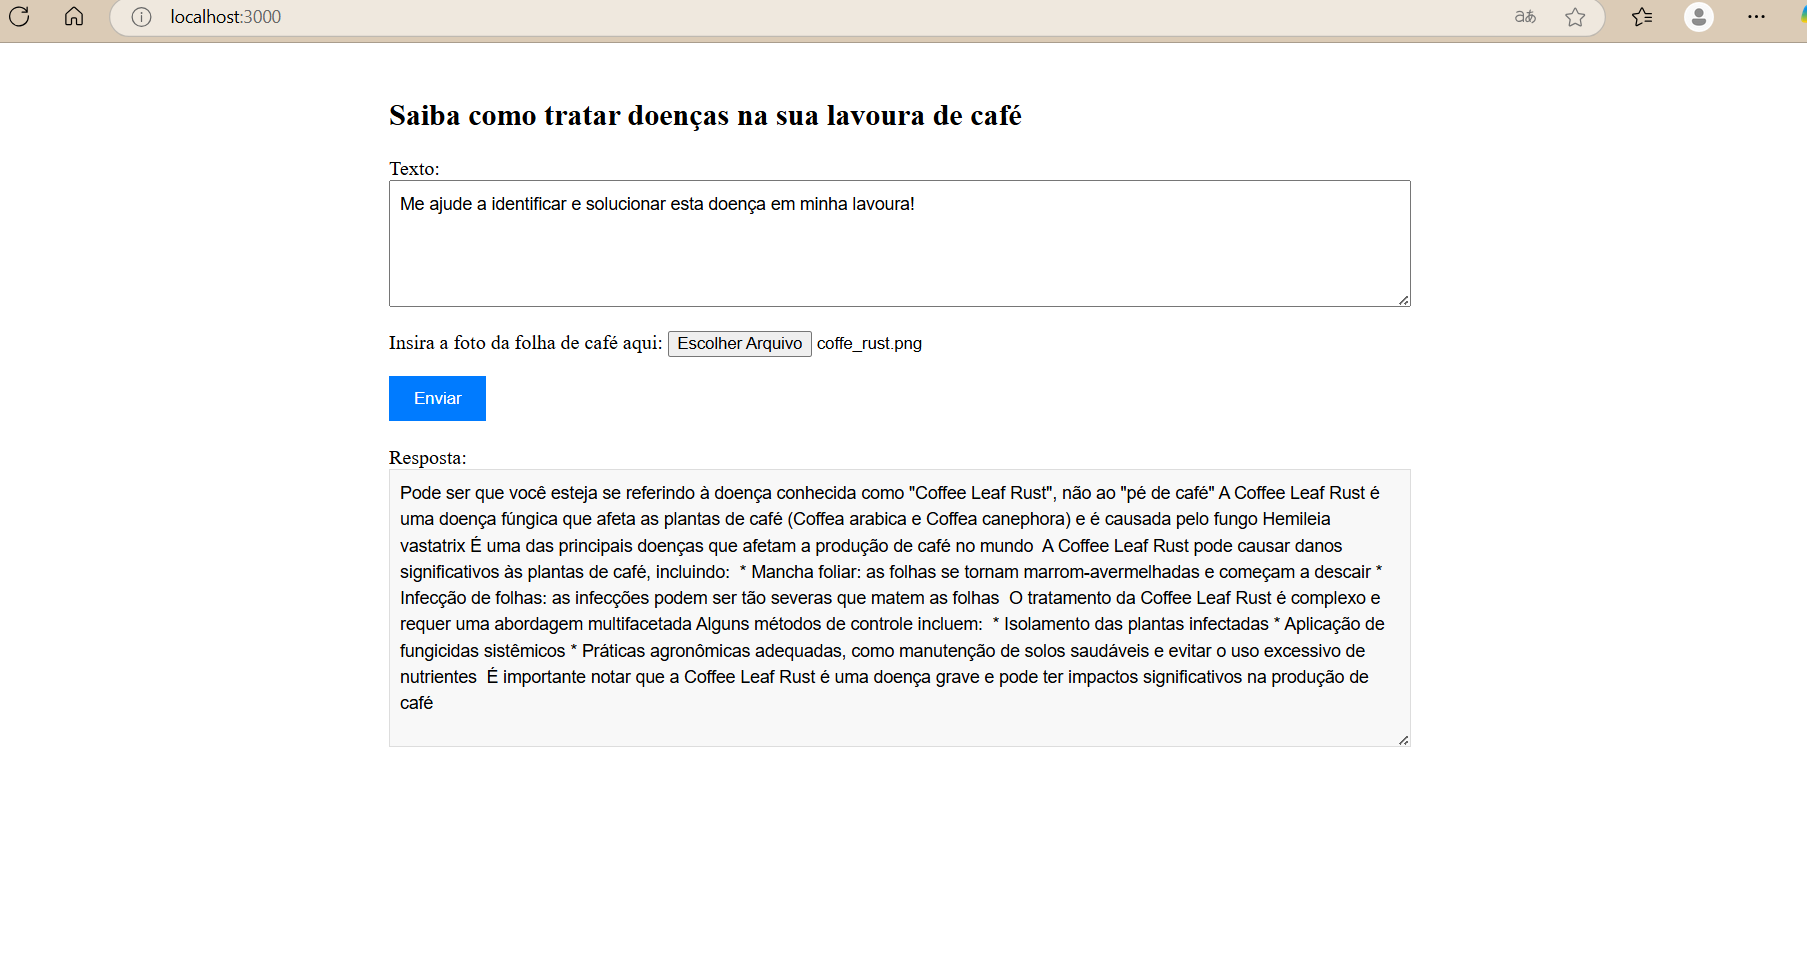 localhost:3000
Saiba como tratar doenças na sua lavoura de café
Texto:
Me ajude a identificar e solucionar esta doença em minha lavoura!
Insira a foto da folha de café aqui: Escolher Arquivo coffe_rust.png
Enviar
Resposta:
Pode ser que você esteja se referindo à doença conhecida como "Coffee Leaf Rust", não ao "pé de café" A Coffee Leaf Rust é
uma doença fúngica que afeta as plantas de café (Coffea arabica e Coffea canephora) e é causada pelo fungo Hemileia
vastatrix É uma das principais doenças que afetam a produção de café no mundo  A Coffee Leaf Rust pode causar danos
significativos às plantas de café, incluindo:  * Mancha foliar: as folhas se tornam marrom-avermelhadas e começam a descair *
Infecção de folhas: as infecções podem ser tão severas que matem as folhas  O tratamento da Coffee Leaf Rust é complexo e
requer uma abordagem multifacetada Alguns métodos de controle incluem:  * Isolamento das plantas infectadas * Aplicação de
fungicidas sistêmicos * Práticas agronômicas adequadas, como manutenção de solos saudáveis e evitar o uso excessivo de
nutrientes  É importante notar que a Coffee Leaf Rust é uma doença grave e pode ter impactos significativos na produção de
café